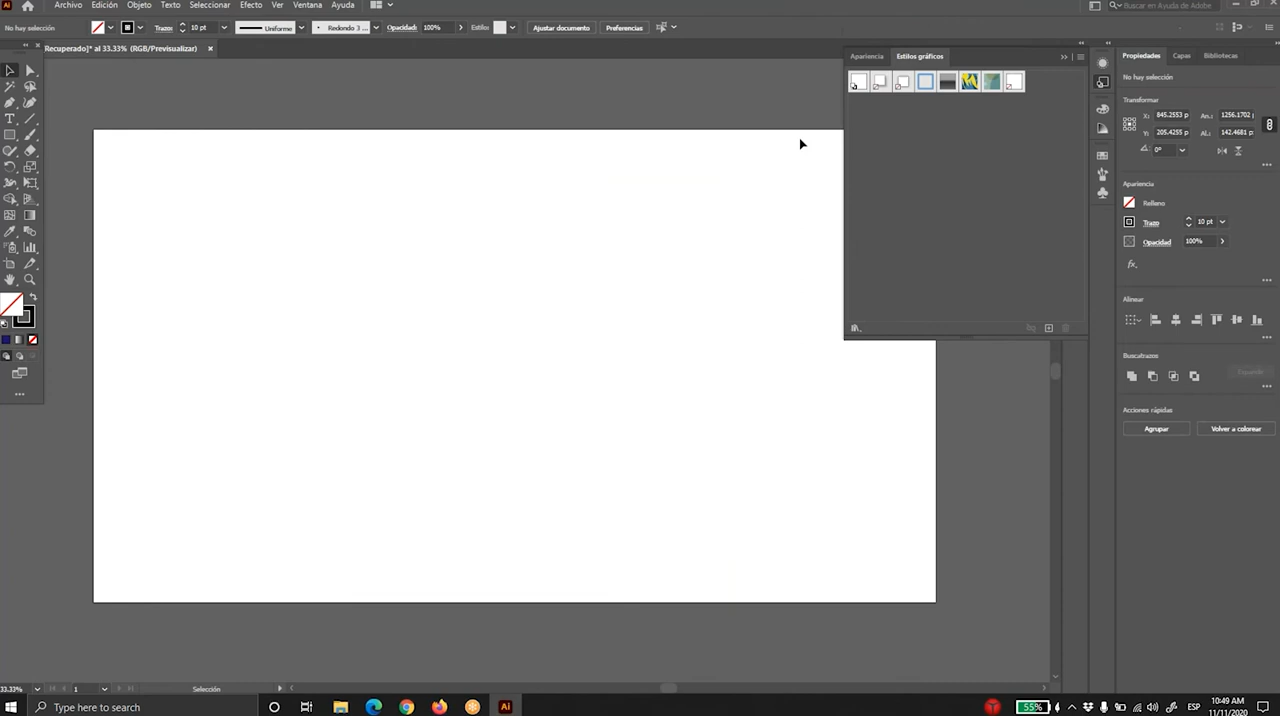 Archivo Edición Objeto Texto Seleccionar Efecto Ver Ventana Ayuda
Buscar en Ayuda de Adobe
No hay selección Trazo: 10 pt Uniforme Redondo 3 ... Opacidad: 100% Estilo: Ajustar documento Preferencias
Recuperado]* al 33.33% (RGB/Previsualizar) ×
Apariencia Estilos gráficos
Propiedades Capas Bibliotecas
No hay selección
Transformar
X: 845.2553 p An.: 1256.1702 p
Y: 205.4255 p AL: 142.4681 p
0°
Apariencia
Relleno
Trazo 10 pt
Opacidad 100%
fx.
Alinear
Buscatrazos
Expandir
Acciones rápidas
Agrupar Volver a colorear
33.33% 1 Selección
Type here to search
Ai
55%
ESP
10:49 AM
11/11/2020